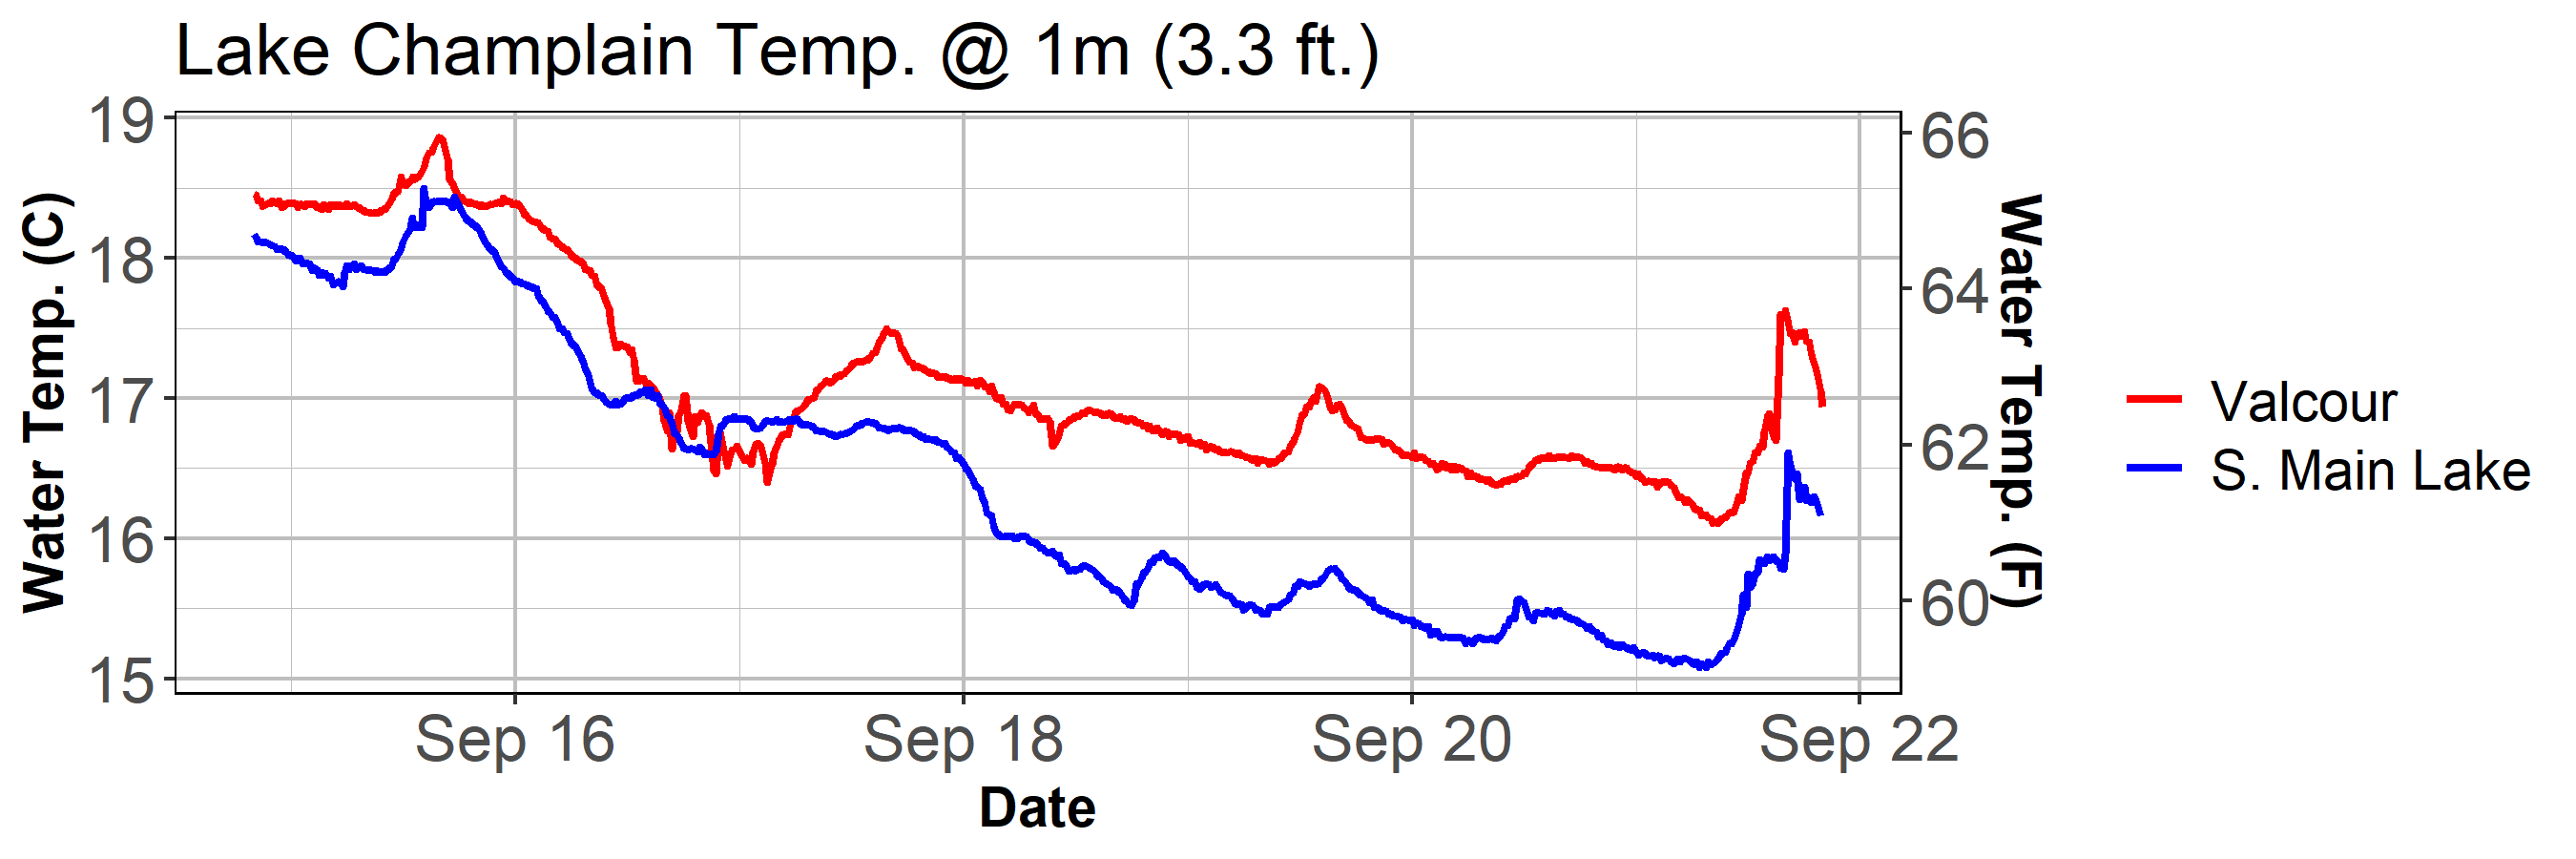 Lake Champlain Temp. @ 1m (3.3 ft.)
Water Temp. (C)
19
18
17
16
15
66
64
62
60
Water Temp. (F)
Sep 16
Sep 18
Sep 20
Sep 22
Date
Valcour
S. Main Lake